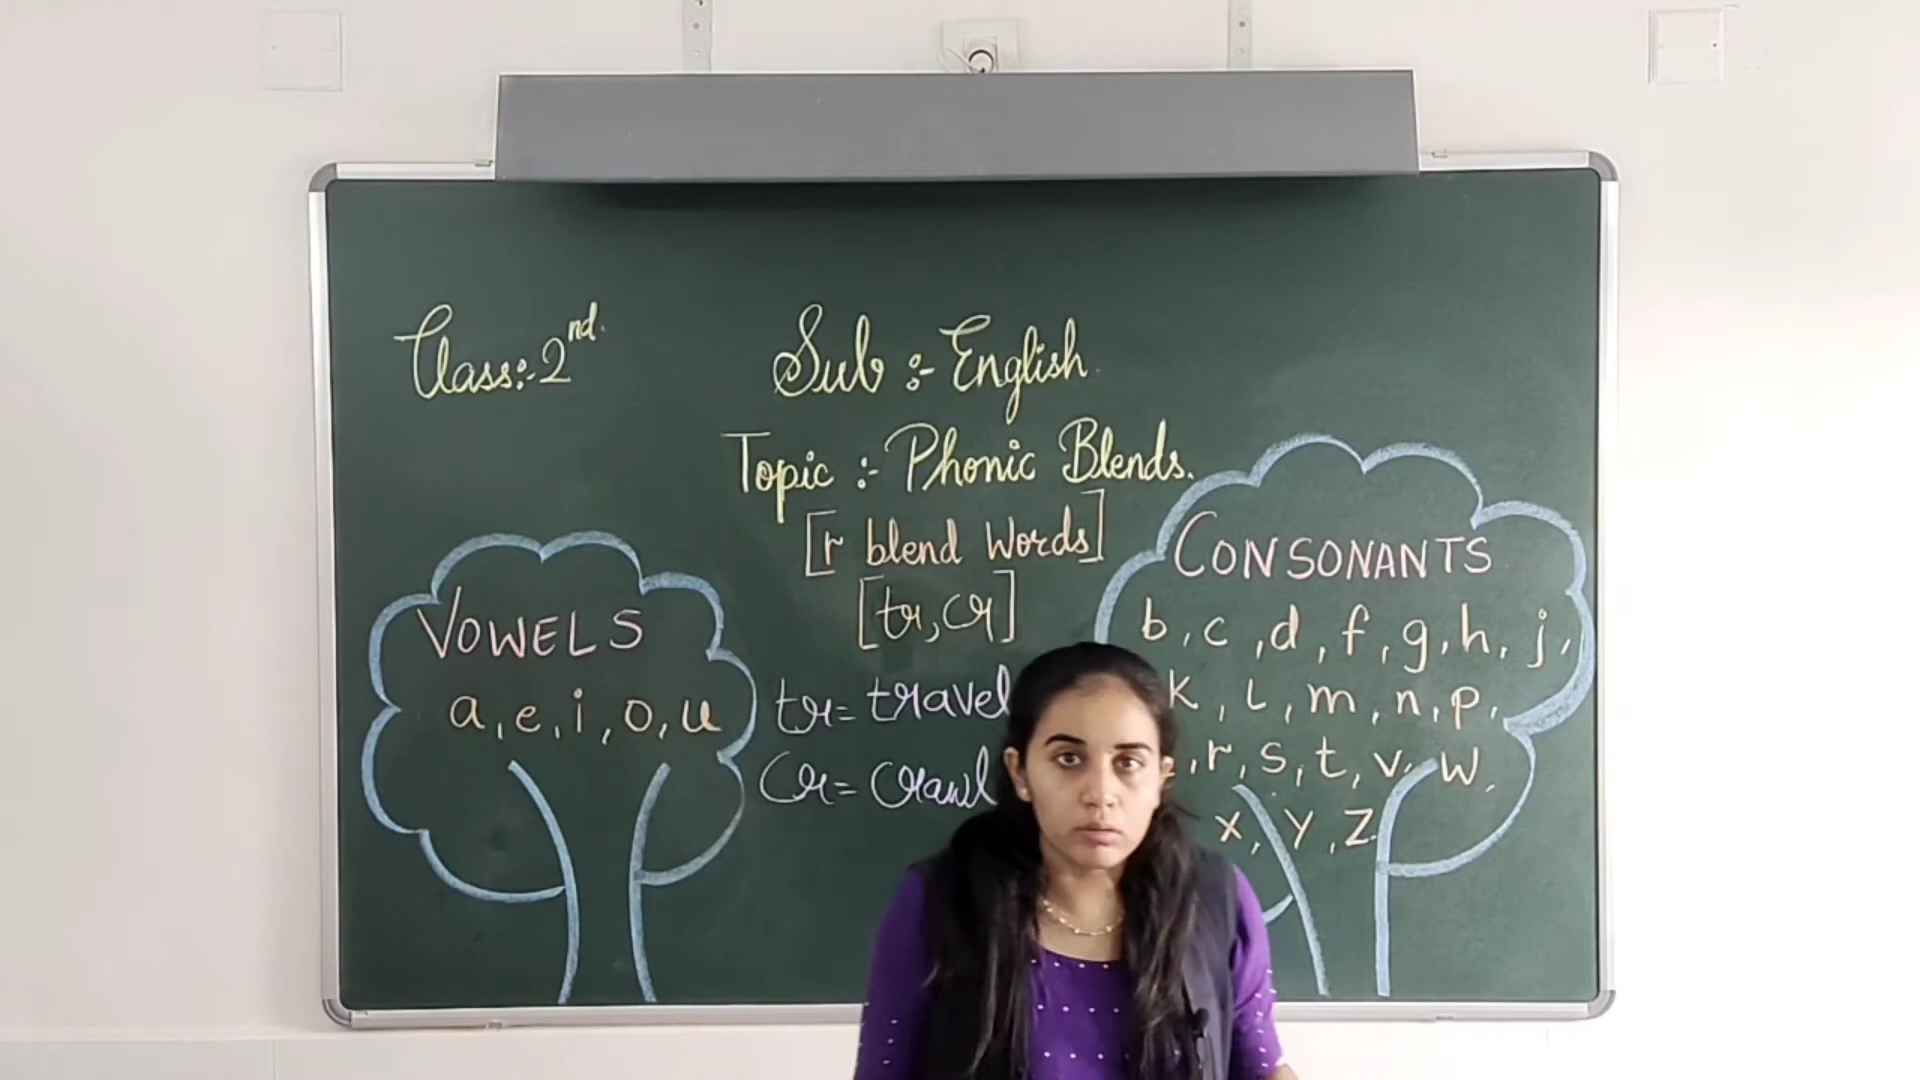 Class:- 2nd.
Sub :- English.
Topic :- Phonic Blends.
[r blend Words]
[tr, cr]
tr= travel
Cr= Crawl
VOWELS
a, e, i, o, u
CONSONANTS
b, c, d, f, g, h, j,
k, l, m, n, p,
, r, s, t, v, w,
x, y, z